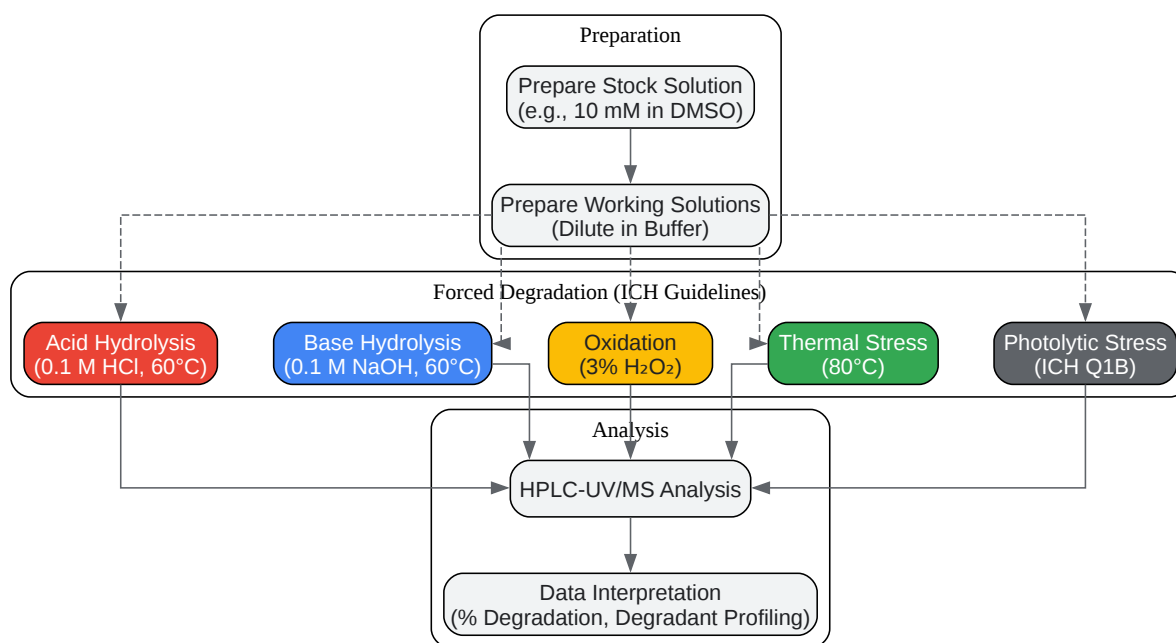 Preparation
Prepare Stock Solution
(e.g., 10 mM in DMSO)
Prepare Working Solutions
(Dilute in Buffer)
Forced Degradation (ICH Guidelines)
Acid Hydrolysis
(0.1 M HCl, 60°C)
Base Hydrolysis
(0.1 M NaOH, 60°C)
Oxidation
(3% H₂O₂)
Thermal Stress
(80°C)
Photolytic Stress
(ICH Q1B)
Analysis
HPLC-UV/MS Analysis
Data Interpretation
(% Degradation, Degradant Profiling)